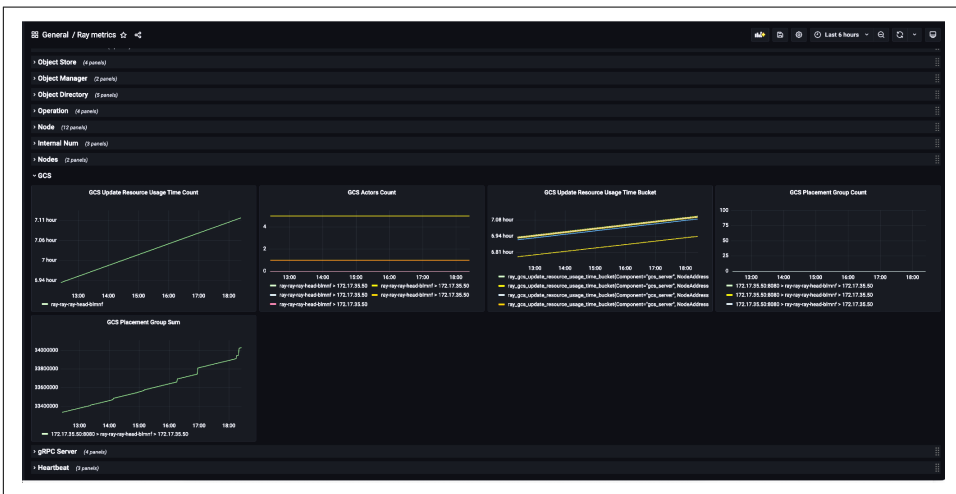 General / Ray metrics
Last 6 hours
Object Store (4 panels)
Object Manager (2 panels)
Object Directory (5 panels)
Operation (4 panels)
Node (12 panels)
Internal Num (3 panels)
Nodes (2 panels)
GCS
GCS Update Resource Usage Time Count
7.11 hour
7.05 hour
7 hour
6.94 hour
13:00 14:00 15:00 16:00 17:00 18:00
ray-ray-ray-head-blmnf
GCS Actors Count
4
2
0
13:00 14:00 15:00 16:00 17:00 18:00
ray-ray-ray-head-blmnf > 172.17.35.50 ray-ray-ray-head-blmnf > 172.17.35.50
ray-ray-ray-head-blmnf > 172.17.35.50 ray-ray-ray-head-blmnf > 172.17.35.50
ray-ray-ray-head-blmnf > 172.17.35.50
GCS Update Resource Usage Time Bucket
7.08 hour
6.94 hour
6.81 hour
13:00 14:00 15:00 16:00 17:00 18:00
ray_gcs_update_resource_usage_time_bucket{Component="gcs_server", NodeAddress
ray_gcs_update_resource_usage_time_bucket{Component="gcs_server", NodeAddress
ray_gcs_update_resource_usage_time_bucket{Component="gcs_server", NodeAddress
ray_gcs_update_resource_usage_time_bucket{Component="gcs_server", NodeAddress
GCS Placement Group Count
100
75
50
25
0
13:00 14:00 15:00 16:00 17:00 18:00
172.17.35.50:8080 > ray-ray-ray-head-blmnf > 172.17.35.50
172.17.35.50:8080 > ray-ray-ray-head-blmnf > 172.17.35.50
172.17.35.50:8080 > ray-ray-ray-head-blmnf > 172.17.35.50
GCS Placement Group Sum
34000000
33800000
33600000
33400000
13:00 14:00 15:00 16:00 17:00 18:00
172.17.35.50:8080 > ray-ray-ray-head-blmnf > 172.17.35.50
gRPC Server (4 panels)
Heartbeat (3 panels)